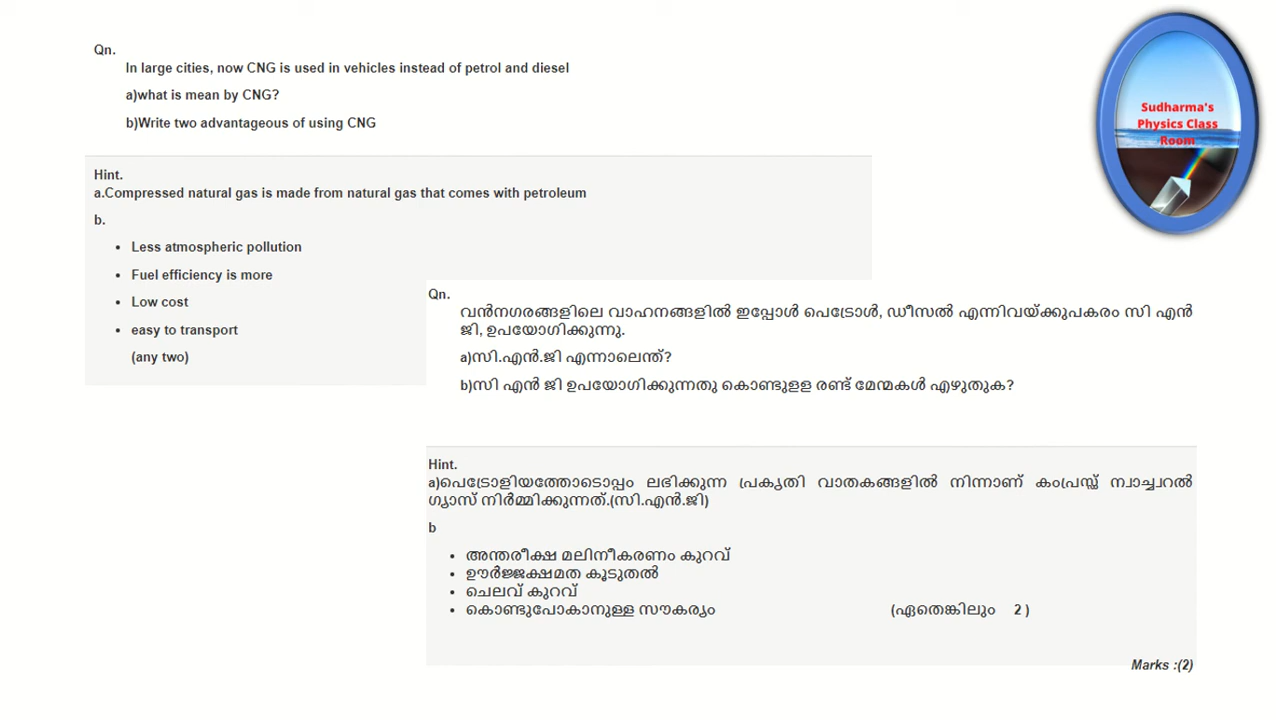 Qn.
In large cities, now CNG is used in vehicles instead of petrol and diesel
a)what is mean by CNG?
b)Write two advantageous of using CNG
Hint.
a.Compressed natural gas is made from natural gas that comes with petroleum
b.
• Less atmospheric pollution
• Fuel efficiency is more
• Low cost
• easy to transport
(any two)
Qn.
വൻനഗരങ്ങളിലെ വാഹനങ്ങളിൽ ഇപ്പോൾ പെട്രോൾ, ഡീസൽ എന്നിവയ്ക്കുപകരം സി എൻ
ജി, ഉപയോഗിക്കുന്നു.
a)സി.എൻ.ജി എന്നാലെന്ത്?
b)സി എൻ ജി ഉപയോഗിക്കുന്നതു കൊണ്ടുളള രണ്ട് മേന്മകൾ എഴുതുക?
Hint.
a)പെട്രോളിയത്തോടൊപ്പം ലഭിക്കുന്ന പ്രകൃതി വാതകങ്ങളിൽ നിന്നാണ് കംപ്രസ്സ് ന്വാച്ച്വറൽ
ഗ്യാസ് നിർമ്മിക്കുന്നത്.(സി.എൻ.ജി)
b
• അന്തരീക്ഷ മലിനീകരണം കുറവ്
• ഊർജ്ജക്ഷമത കൂടുതൽ
• ചെലവ് കുറവ്
• കൊണ്ടുപോകാനുള്ള സൗകര്യം (ഏതെങ്കിലും 2 )
Marks :(2)
Sudharma's
Physics Class
Room